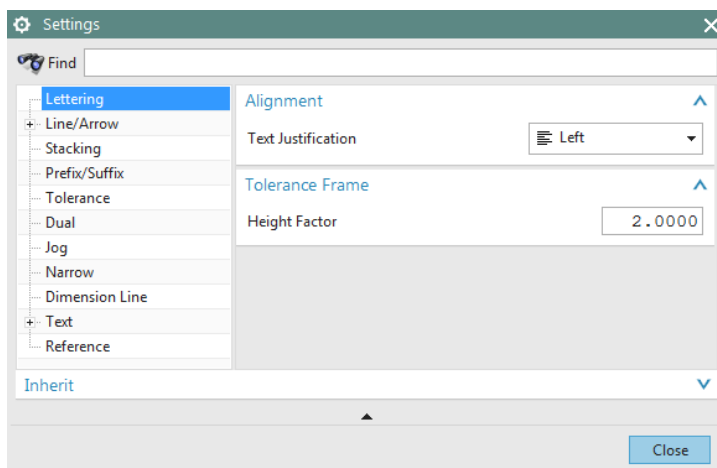 Settings
Find
Lettering
Line/Arrow
Stacking
Prefix/Suffix
Tolerance
Dual
Jog
Narrow
Dimension Line
Text
Reference
Alignment
Text Justification Left
Tolerance Frame
Height Factor 2.0000
Inherit
Close